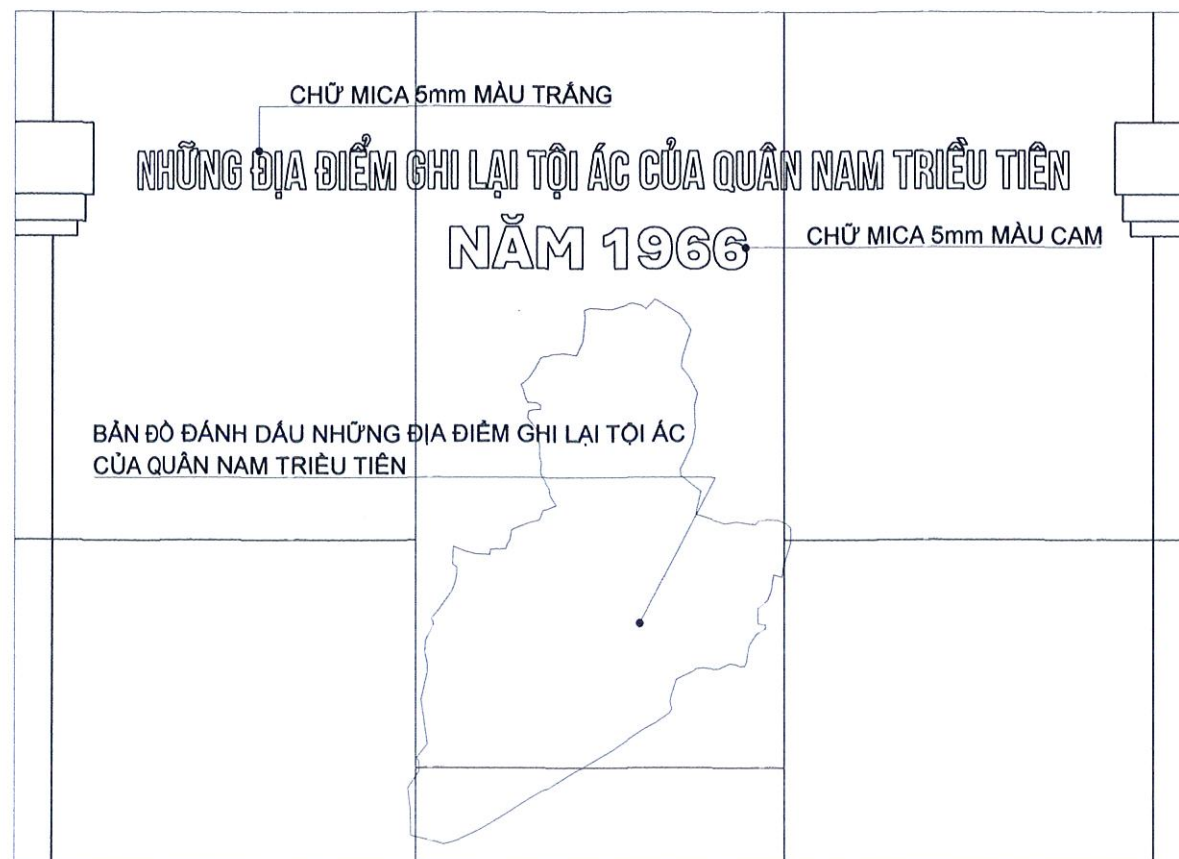 CHỮ MICA 5mm MÀU TRẮNG
NHỮNG ĐỊA ĐIỂM GHI LẠI TỘI ÁC CỦA QUÂN NAM TRIỀU TIÊN
NĂM 1966
CHỮ MICA 5mm MÀU CAM
BẢN ĐỒ ĐÁNH DẤU NHỮNG ĐỊA ĐIỂM GHI LẠI TỘI ÁC
CỦA QUÂN NAM TRIỀU TIÊN